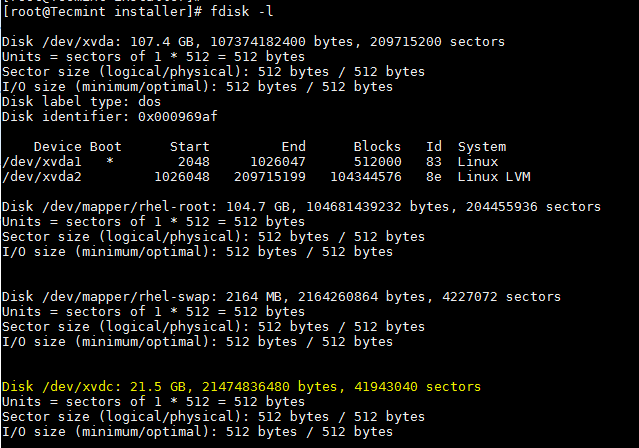 [root@Tecmint installer]#
[root@Tecmint installer]# fdisk -l
Disk /dev/xvda: 107.4 GB, 107374182400 bytes, 209715200 sectors
Units = sectors of 1 * 512 = 512 bytes
Sector size (logical/physical): 512 bytes / 512 bytes
I/O size (minimum/optimal): 512 bytes / 512 bytes
Disk label type: dos
Disk identifier: 0x000969af
Device Boot Start End Blocks Id System
/dev/xvda1 * 2048 1026047 512000 83 Linux
/dev/xvda2 1026048 209715199 104344576 8e Linux LVM
Disk /dev/mapper/rhel-root: 104.7 GB, 104681439232 bytes, 204455936 sectors
Units = sectors of 1 * 512 = 512 bytes
Sector size (logical/physical): 512 bytes / 512 bytes
I/O size (minimum/optimal): 512 bytes / 512 bytes
Disk /dev/mapper/rhel-swap: 2164 MB, 2164260864 bytes, 4227072 sectors
Units = sectors of 1 * 512 = 512 bytes
Sector size (logical/physical): 512 bytes / 512 bytes
I/O size (minimum/optimal): 512 bytes / 512 bytes
Disk /dev/xvdc: 21.5 GB, 21474836480 bytes, 41943040 sectors
Units = sectors of 1 * 512 = 512 bytes
Sector size (logical/physical): 512 bytes / 512 bytes
I/O size (minimum/optimal): 512 bytes / 512 bytes